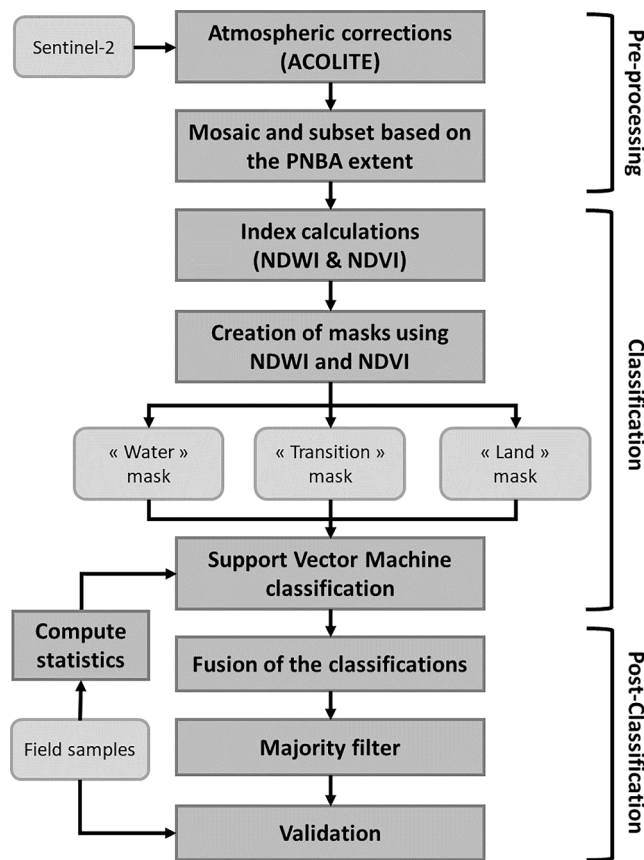 Sentinel-2
Atmospheric corrections
(ACOLITE)
Mosaic and subset based on
the PNBA extent
Pre-processing
Index calculations
(NDWI & NDVI)
Creation of masks using
NDWI and NDVI
« Water »
mask
« Transition »
mask
« Land »
mask
Support Vector Machine
classification
Classification
Compute
statistics
Fusion of the classifications
Field samples
Majority filter
Validation
Post-Classification